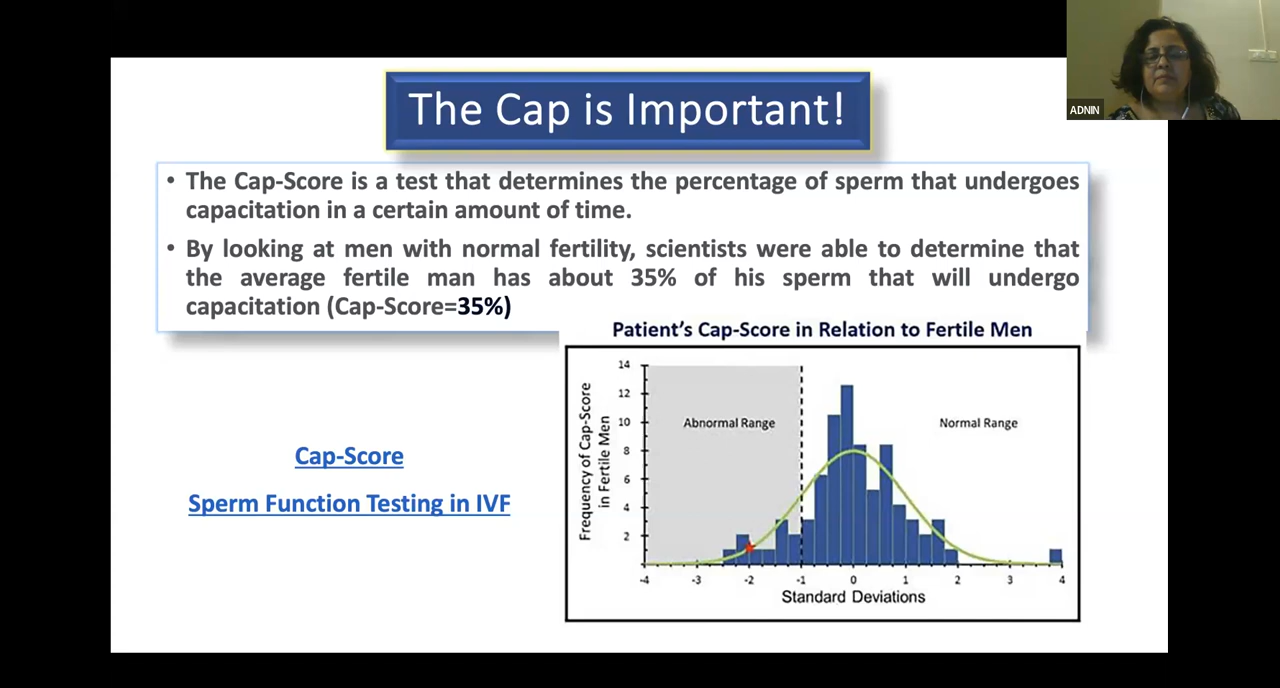 The Cap is Important!
ADNIN
• The Cap-Score is a test that determines the percentage of sperm that undergoes
capacitation in a certain amount of time.
• By looking at men with normal fertility, scientists were able to determine that
the average fertile man has about 35% of his sperm that will undergo
capacitation (Cap-Score=35%)
Patient's Cap-Score in Relation to Fertile Men
Cap-Score
Sperm Function Testing in IVF
Frequency of Cap-Score
in Fertile Men
14
12
10
8
6
4
2
Abnormal Range
Normal Range
-4 -3 -2 -1 0 1 2 3 4
Standard Deviations